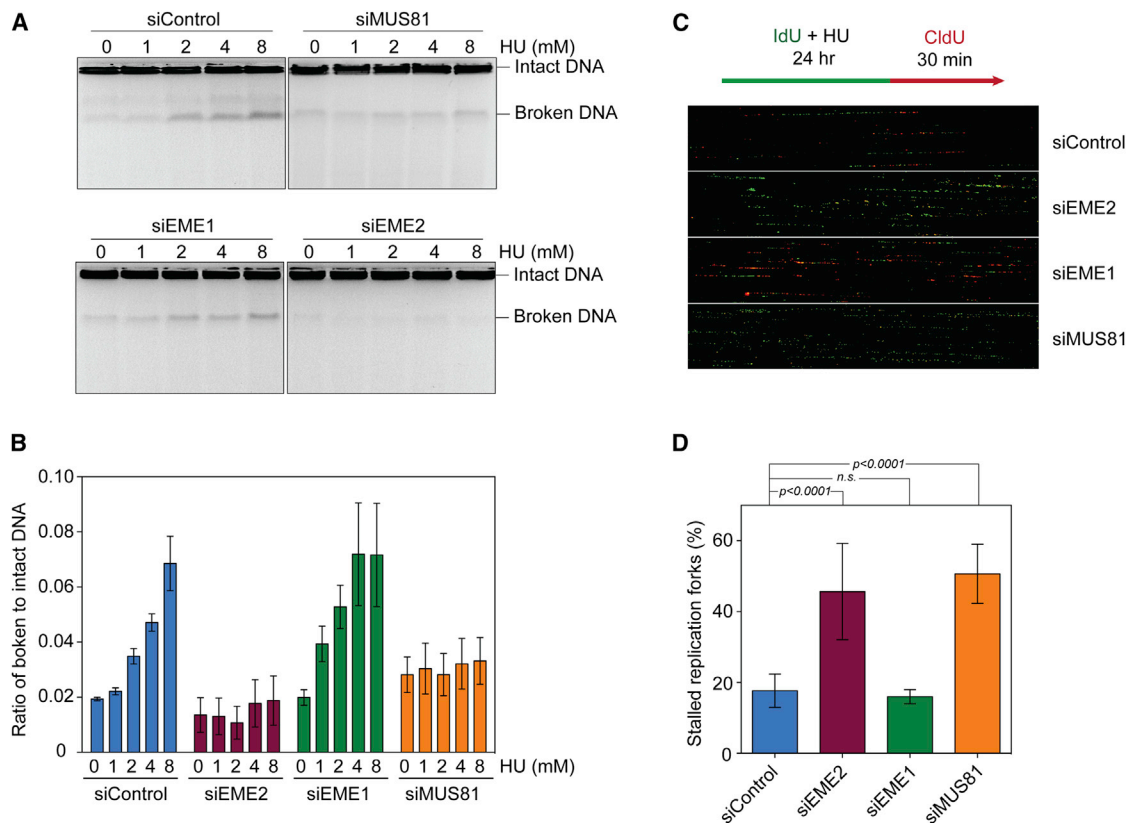 A
siControl
siMUS81
0 1 2 4 8
0 1 2 4 8
HU (mM)
Intact DNA
Broken DNA
siEME1
siEME2
0 1 2 4 8
0 1 2 4 8
HU (mM)
Intact DNA
Broken DNA
B
Ratio of boken to intact DNA
0.10
0.08
0.06
0.04
0.02
0
0 1 2 4 8 0 1 2 4 8 0 1 2 4 8 0 1 2 4 8 HU (mM)
siControl siEME2 siEME1 siMUS81
C
IdU + HU
24 hr
CldU
30 min
siControl
siEME2
siEME1
siMUS81
D
p<0.0001
n.s.
p<0.0001
Stalled replication forks (%)
60
40
20
0
siControl
siEME2
siEME1
siMUS81